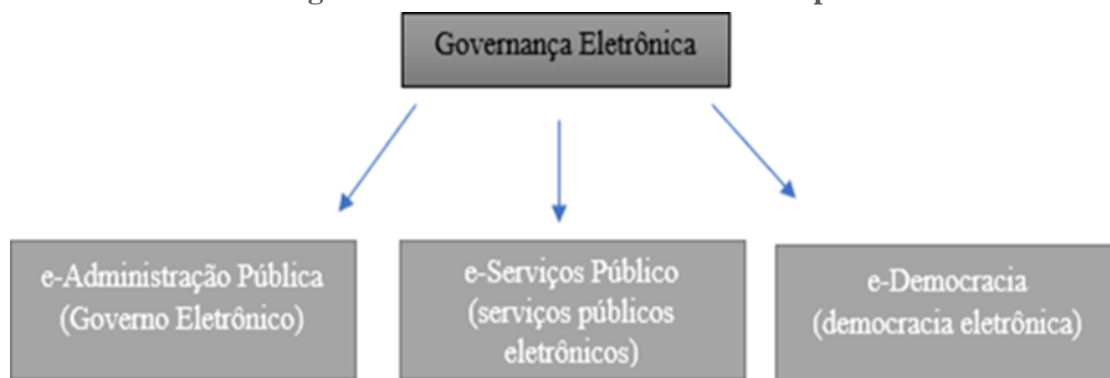 Governança Eletrônica
e-Administração Pública
(Governo Eletrônico)
e-Serviços Público
(serviços públicos
eletrônicos)
e-Democracia
(democracia eletrônica)